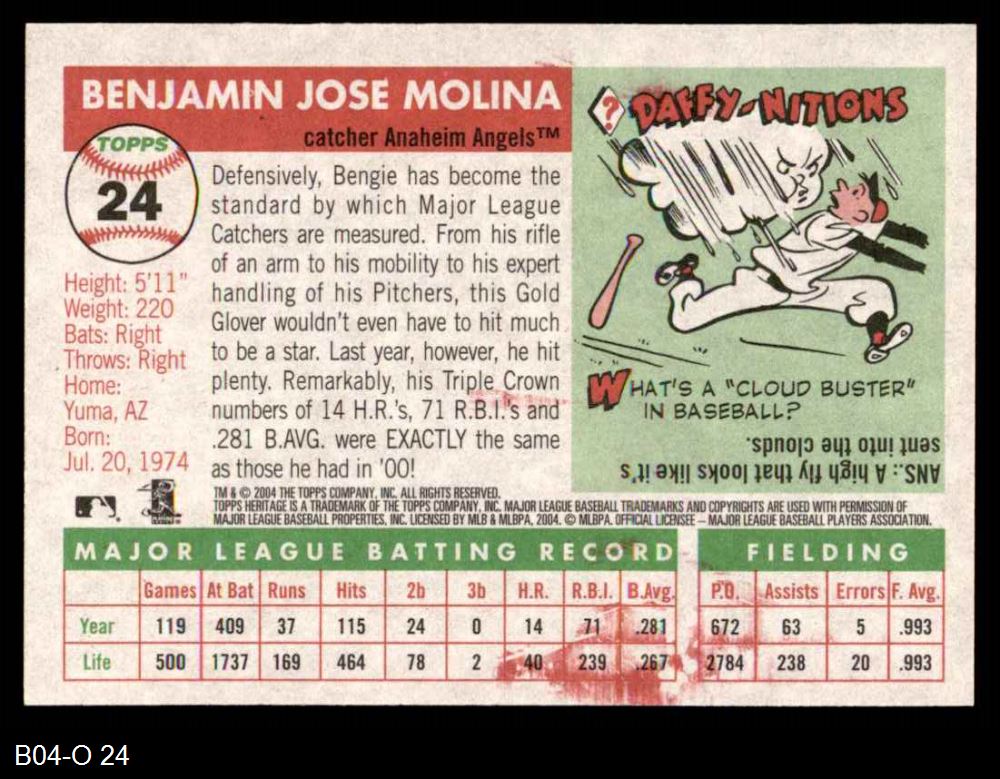 BENJAMIN JOSE MOLINA
catcher Anaheim Angels™
TOPPS
24
Height: 5'11"
Weight: 220
Bats: Right
Throws: Right
Home:
Yuma, AZ
Born:
Jul. 20, 1974
Defensively, Bengie has become the
standard by which Major League
Catchers are measured. From his rifle
of an arm to his mobility to his expert
handling of his Pitchers, this Gold
Glover wouldn't even have to hit much
to be a star. Last year, however, he hit
plenty. Remarkably, his Triple Crown
numbers of 14 H.R.'s, 71 R.B.I.'s and
.281 B.AVG. were EXACTLY the same
as those he had in '00!
? DAFFY-NITIONS
WHAT'S A "CLOUD BUSTER"
IN BASEBALL?
ANS.: A high fly that looks like it's
sent into the clouds.
TM & © 2004 THE TOPPS COMPANY, INC. ALL RIGHTS RESERVED.
TOPPS HERITAGE IS A TRADEMARK OF THE TOPPS COMPANY, INC. MAJOR LEAGUE BASEBALL TRADEMARKS AND COPYRIGHTS ARE USED WITH PERMISSION OF
MAJOR LEAGUE BASEBALL PROPERTIES, INC. LICENSED BY MLB & MLBPA, 2004. © MLBPA. OFFICIAL LICENSEE – MAJOR LEAGUE BASEBALL PLAYERS ASSOCIATION.
MAJOR LEAGUE BATTING RECORD FIELDING
Games At Bat Runs Hits 2b 3b H.R. R.B.I. B.Avg. P.O. Assists Errors F. Avg.
Year 119 409 37 115 24 0 14 71 .281 672 63 5 .993
Life 500 1737 169 464 78 2 40 239 .267 2784 238 20 .993
B04-O 24